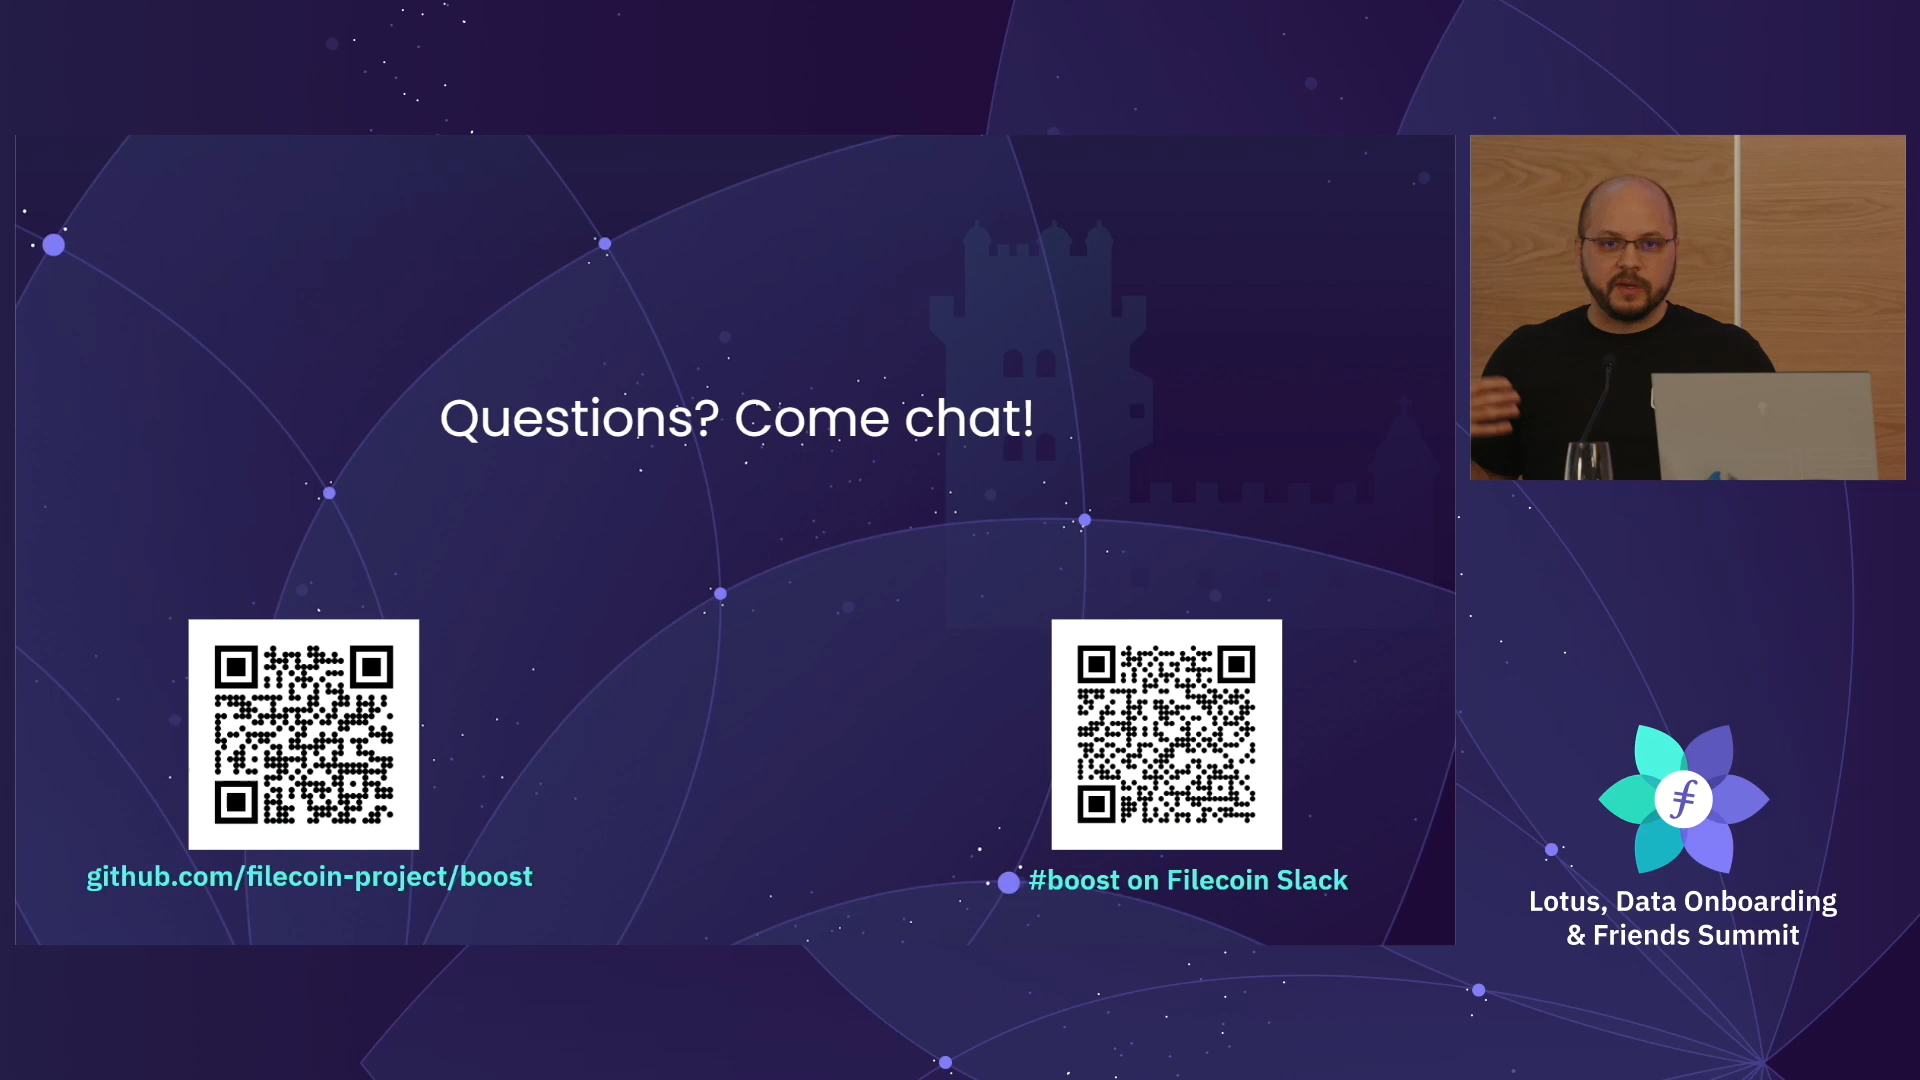 Questions? Come chat!
github.com/filecoin-project/boost
#boost on Filecoin Slack
Lotus, Data Onboarding
& Friends Summit